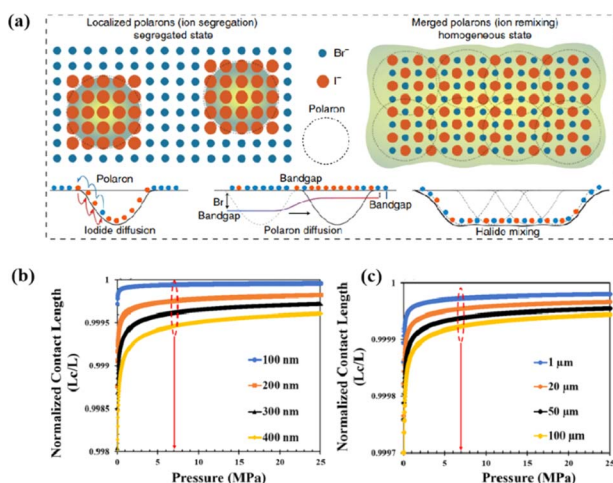 (a)
Localized polarons (ion segregation)
segregated state
Merged polarons (ion remixing)
homogeneous state
Br⁻
I⁻
Polaron
Polaron
Iodide diffusion
Bandgap
Br
Bandgap
Bandgap
Polaron diffusion
Halido mixing
(b)
Normalized Contact Length
(Lc/L)
1
0.9995
0.999
0.9985
0.998
100 nm
200 nm
300 nm
400 nm
0 5 10 15 20 25
Pressure (MPa)
(c)
Normalized Contact Length
(Lc/L)
1
0.9999
0.9998
0.9997
1 µm
20 µm
50 µm
100 µm
0 5 10 15 20 25
Pressure (MPa)